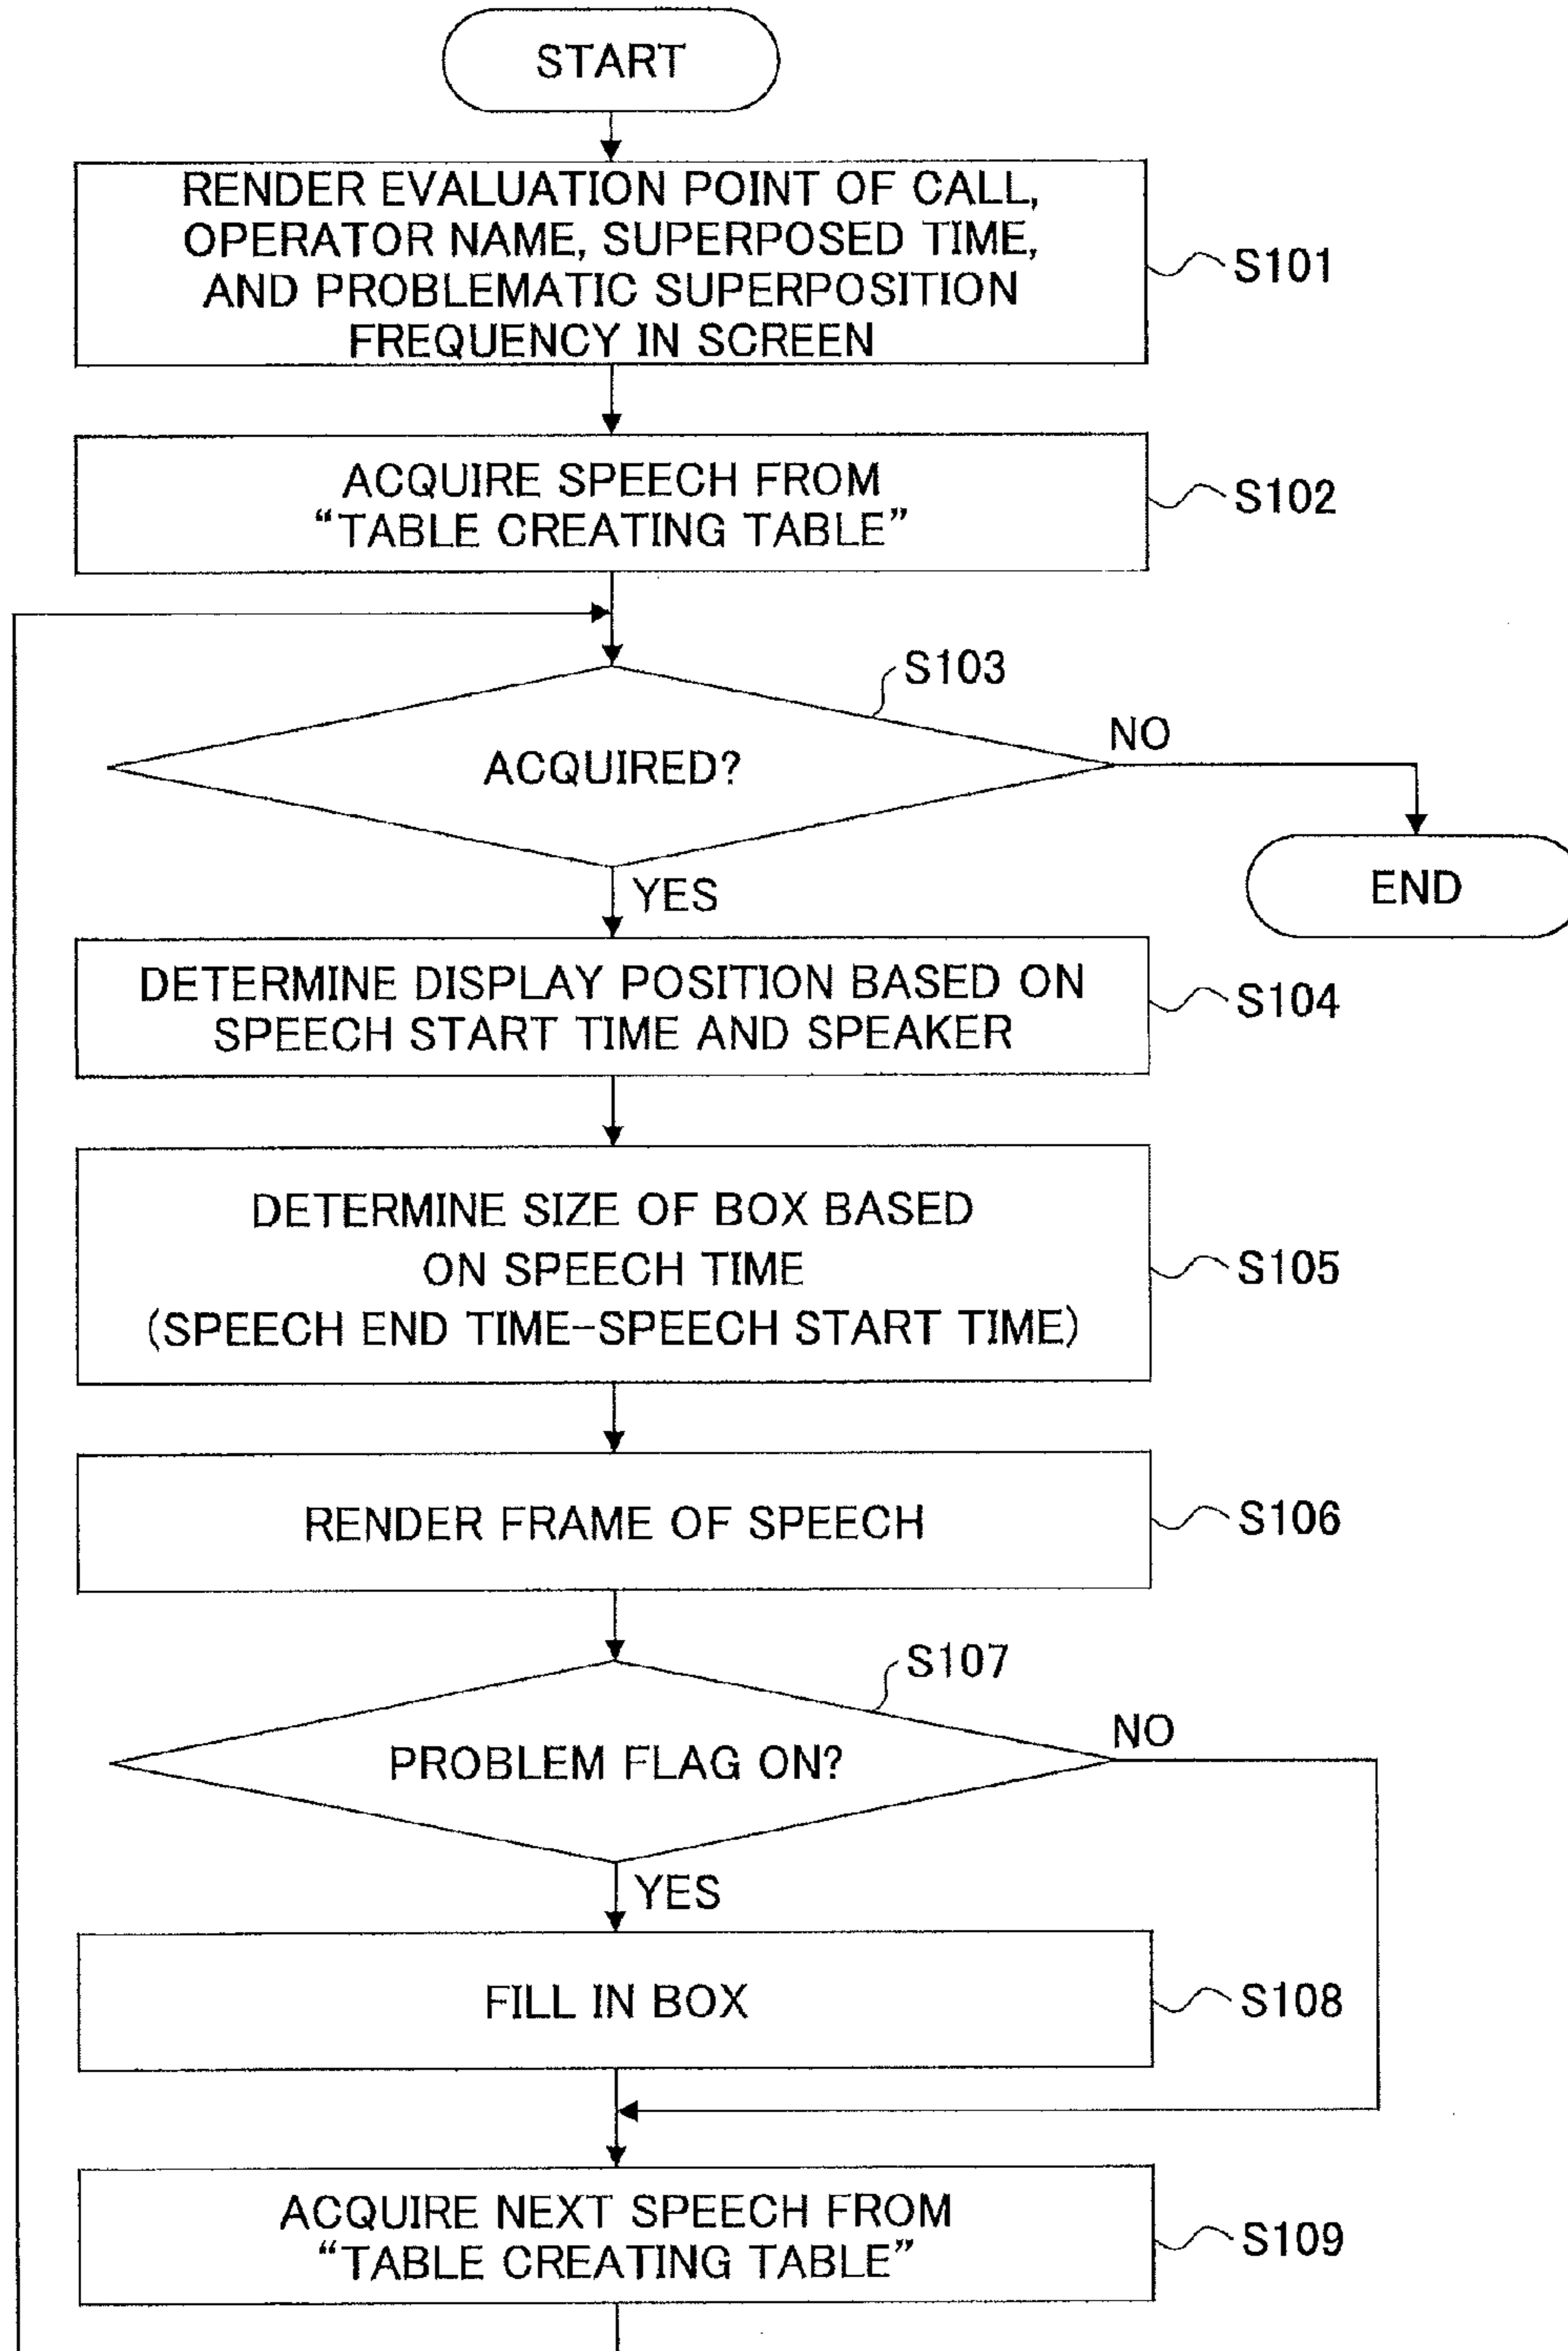 START
RENDER EVALUATION POINT OF CALL,
OPERATOR NAME, SUPERPOSED TIME,
AND PROBLEMATIC SUPERPOSITION
FREQUENCY IN SCREEN
S101
ACQUIRE SPEECH FROM
“TABLE CREATING TABLE”
S102
S103
ACQUIRED?
NO
END
YES
DETERMINE DISPLAY POSITION BASED ON
SPEECH START TIME AND SPEAKER
S104
DETERMINE SIZE OF BOX BASED
ON SPEECH TIME
(SPEECH END TIME-SPEECH START TIME)
S105
RENDER FRAME OF SPEECH
S106
S107
PROBLEM FLAG ON?
NO
YES
FILL IN BOX
S108
ACQUIRE NEXT SPEECH FROM
“TABLE CREATING TABLE”
S109